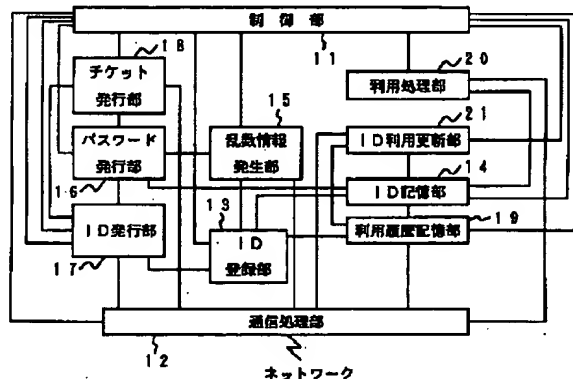 制御部
11
18
チケット
発行部
20
利用処理部
15
21
パスワード
発行部
乱数情報
発生部
ID利用更新部
14
16
ID記憶部
13
19
ID発行部
ID
登録部
利用履歴記憶部
17
通信処理部
12
ネットワーク